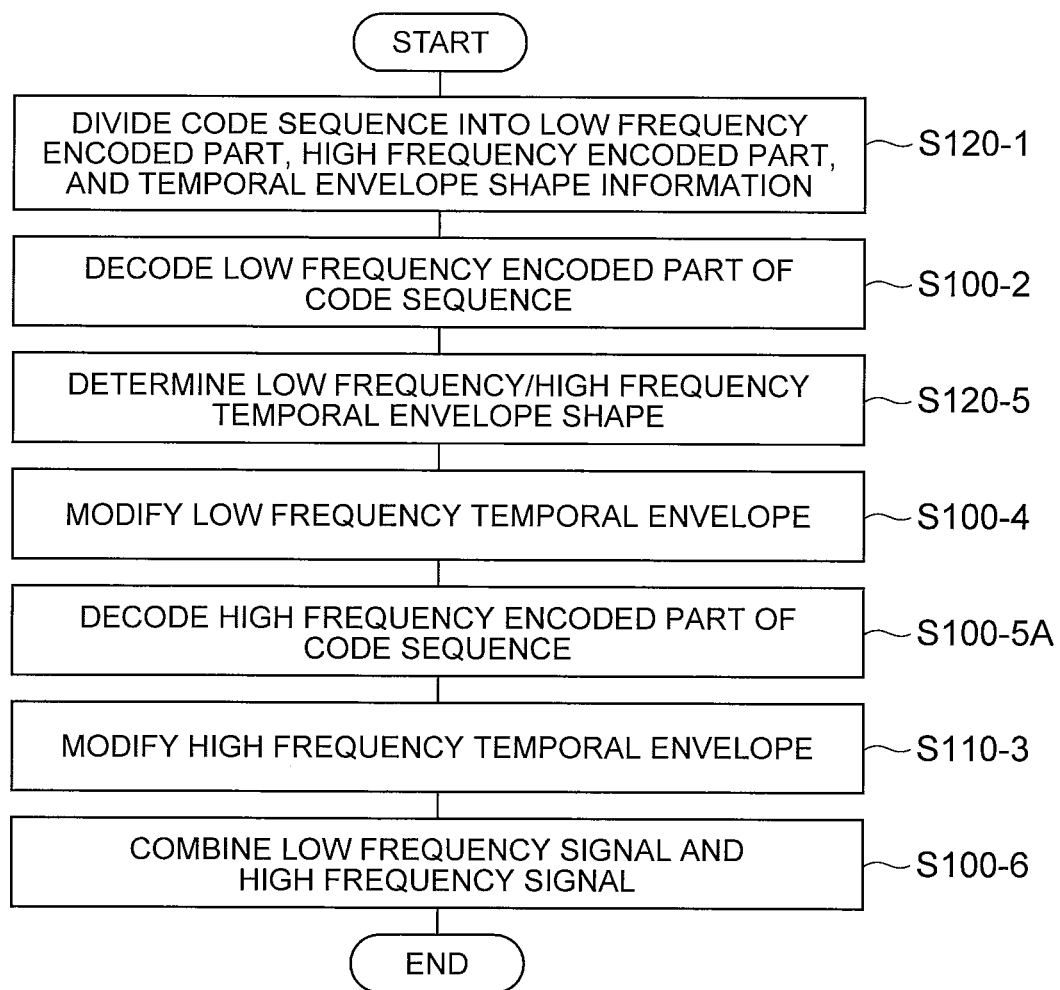 START
DIVIDE CODE SEQUENCE INTO LOW FREQUENCY
ENCODED PART, HIGH FREQUENCY ENCODED PART,
AND TEMPORAL ENVELOPE SHAPE INFORMATION
S120-1
DECODE LOW FREQUENCY ENCODED PART OF
CODE SEQUENCE
S100-2
DETERMINE LOW FREQUENCY/HIGH FREQUENCY
TEMPORAL ENVELOPE SHAPE
S120-5
MODIFY LOW FREQUENCY TEMPORAL ENVELOPE
S100-4
DECODE HIGH FREQUENCY ENCODED PART OF
CODE SEQUENCE
S100-5A
MODIFY HIGH FREQUENCY TEMPORAL ENVELOPE
S110-3
COMBINE LOW FREQUENCY SIGNAL AND
HIGH FREQUENCY SIGNAL
S100-6
END